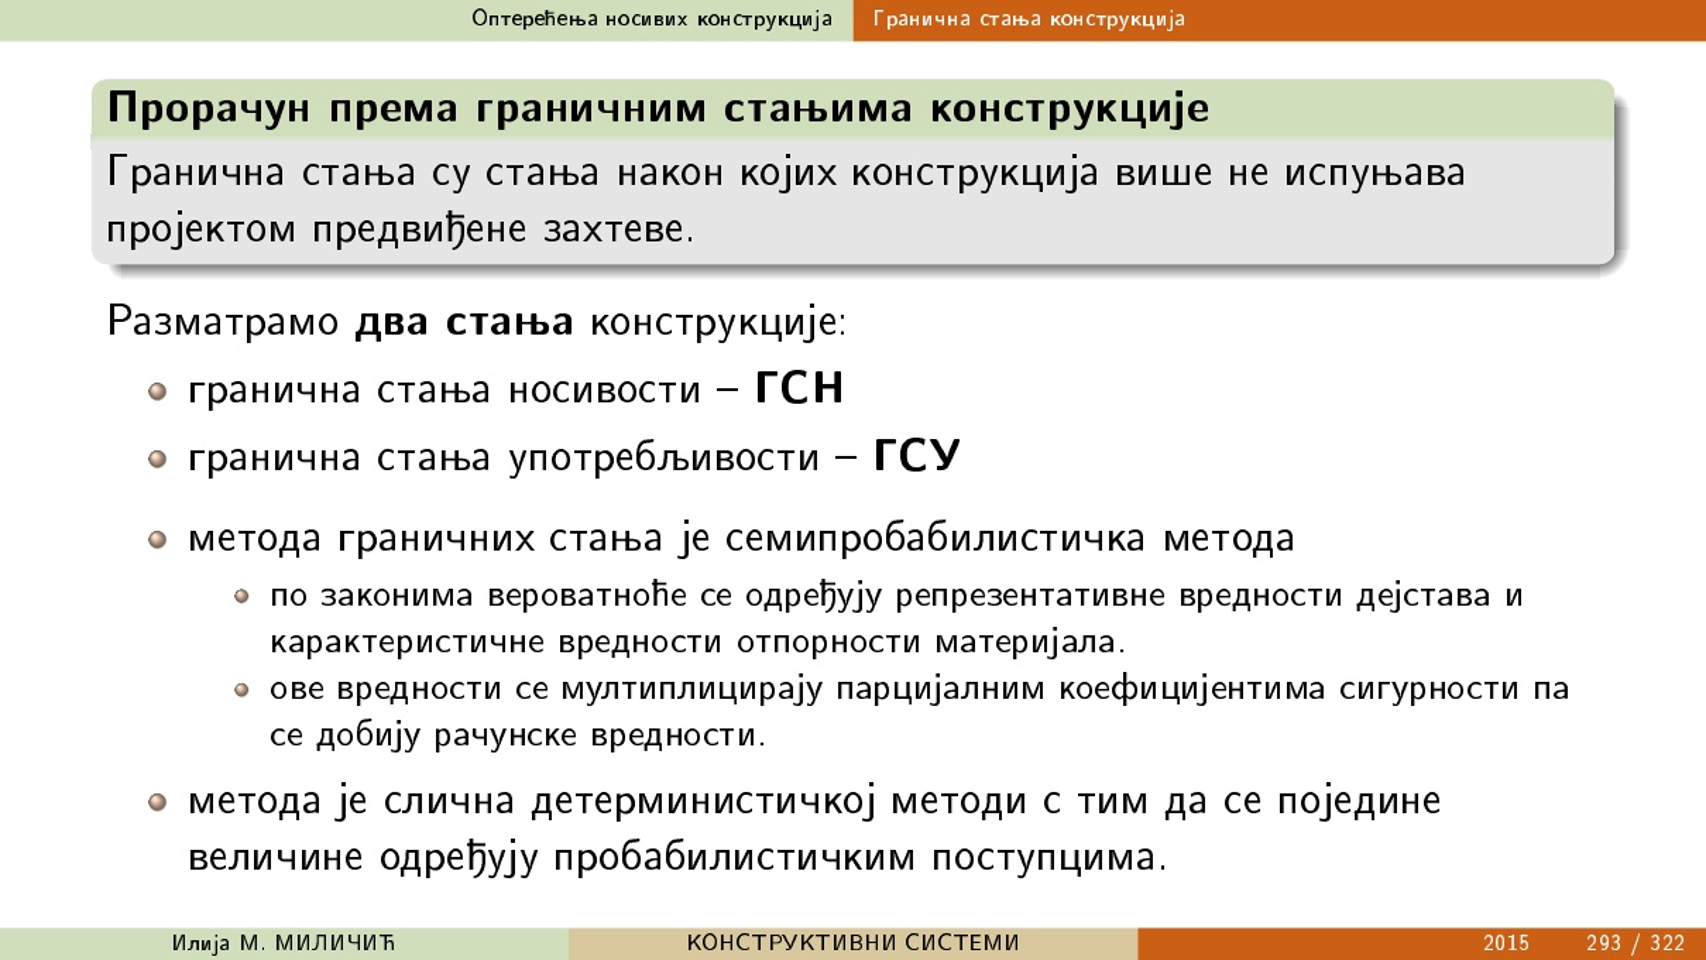 Оптерећења носивих конструкција
Гранична стања конструкција
Прорачун према граничним стањима конструкције
Гранична стања су стања након којих конструкција више не испуњава
пројектом предвиђене захтеве.
Разматрамо два стања конструкције:
гранична стања носивости – ГСН
гранична стања употребљивости – ГСУ
метода граничних стања је семипробабилистичка метода
по законима вероватноће се одређују репрезентативне вредности дејстава и
карактеристичне вредности отпорности материјала.
ове вредности се мултиплицирају парцијалним коефицијентима сигурности па
се добију рачунске вредности.
метода је слична детерминистичкој методи с тим да се поједине
величине одређују пробабилистичким поступцима.
Илија М. МИЛИЧИЋ
КОНСТРУКТИВНИ СИСТЕМИ
2015
293 / 322